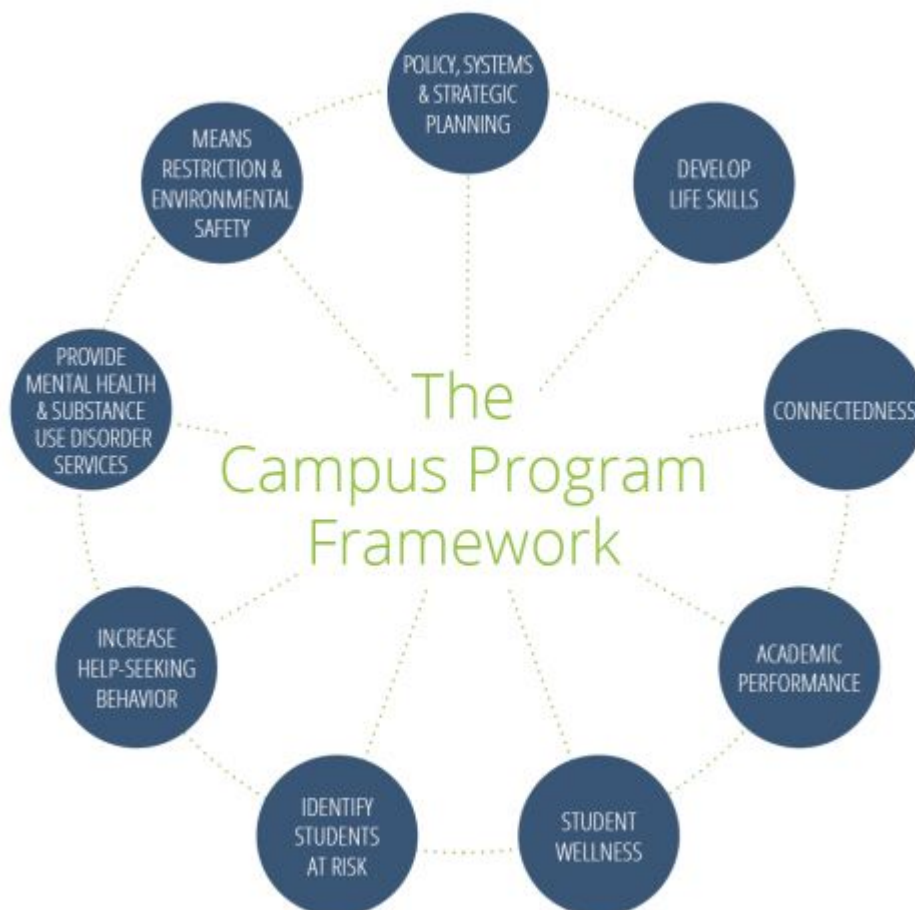 POLICY, SYSTEMS
& STRATEGIC
PLANNING
DEVELOP
LIFE SKILLS
CONNECTEDNESS
ACADEMIC
PERFORMANCE
STUDENT
WELLNESS
IDENTIFY
STUDENTS
AT RISK
INCREASE
HELP-SEEKING
BEHAVIOR
PROVIDE
MENTAL HEALTH
& SUBSTANCE
USE DISORDER
SERVICES
MEANS
RESTRICTION &
ENVIRONMENTAL
SAFETY
The
Campus Program
Framework